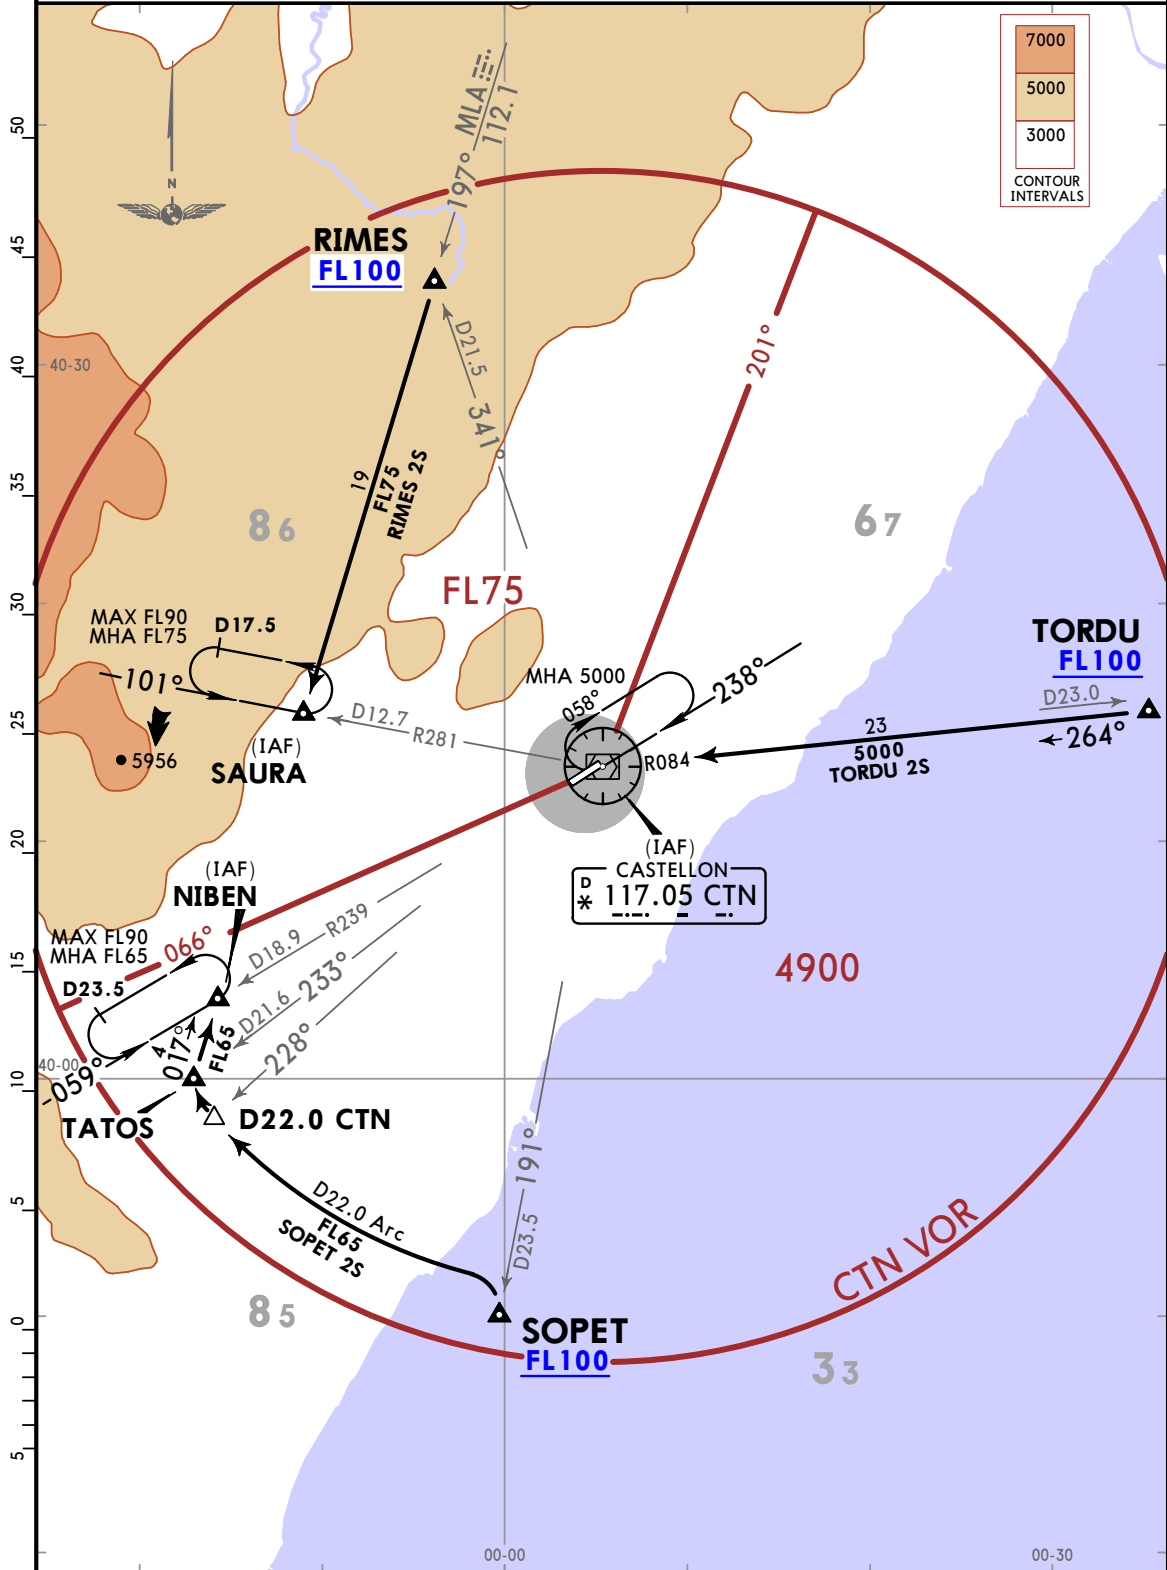 7000
5000
3000
CONTOUR
INTERVALS
N
MLA
112.1
197°
RIMES
FL100
50
45
40
35
30
25
20
15
10
5
0
5
40-30
D21.5
341°
201°
19
FL75
RIMES 2S
86
67
FL75
MAX FL90
MHA FL75
D17.5
101°
5956
(IAF)
SAURA
D12.7
R281
MHA 5000
058°
238°
TORDU
FL100
D23.0
23
5000
TORDU 2S
264°
R084
(IAF)
CASTELLON
D
* 117.05 CTN
(IAF)
NIBEN
MAX FL90
MHA FL65
D23.5
066°
D18.9
R239
D21.6
233°
228°
4900
40-00
059°
4
017°
FL65
TATOS
D22.0 CTN
D22.0 Arc
FL65
SOPET 2S
191°
D23.5
CTN VOR
85
SOPET
FL100
33
00-00
00-30